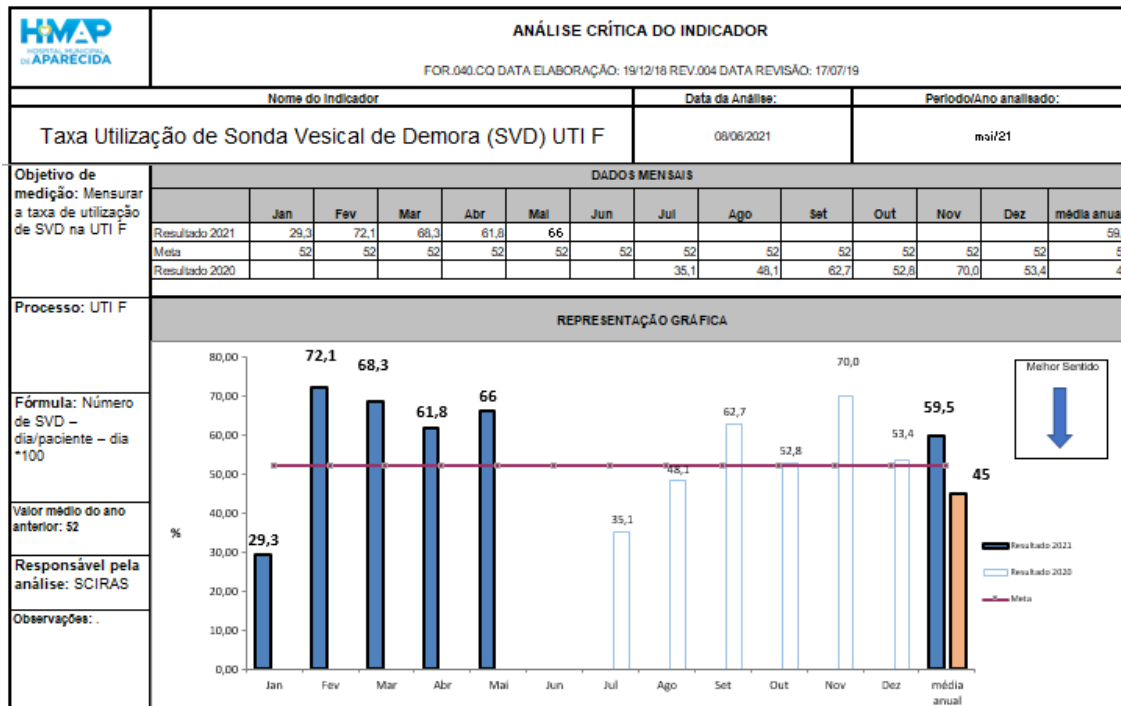 HMAP
HOSPITAL MUNICIPAL
DE APARECIDA
ANÁLISE CRÍTICA DO INDICADOR
FOR.040.CQ DATA ELABORAÇÃO: 19/12/18 REV.004 DATA REVISÃO: 17/07/19
Nome do Indicador Data da Análise: Período/Ano analisado:
Taxa Utilização de Sonda Vesical de Demora (SVD) UTI F 08/06/2021 mai/21
Objetivo de
medição: Mensurar
a taxa de utilização
de SVD na UTI F
DADOS MENSAIS
Jan Fev Mar Abr Mai Jun Jul Ago Set Out Nov Dez média anual
Resultado 2021 29,3 72,1 68,3 61,8 66
Meta 52 52 52 52 52 52 52 52 52 52 52 52
Resultado 2020 35,1 48,1 62,7 52,8 70,0 53,4
Processo: UTI F
REPRESENTAÇÃO GRÁFICA
Fórmula: Número
de SVD –
dia/paciente – dia
*100
Valor médio do ano
anterior: 52
Responsável pela
análise: SCIRAS
Observações: .
80,00
70,00
60,00
50,00
40,00
30,00
20,00
10,00
0,00
%
29,3
72,1
68,3
61,8
66
35,1
48,1
62,7
52,8
70,0
53,4
59,5
45
Melhor Sentido
Resultado 2021
Resultado 2020
Meta
Jan Fev Mar Abr Mai Jun Jul Ago Set Out Nov Dez média
anual